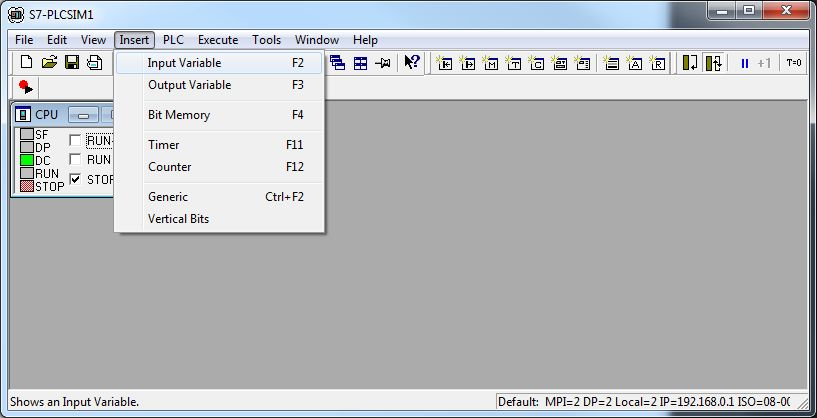 S7-PLCSIM1
File Edit View Insert PLC Execute Tools Window Help
+1 T=0
Input Variable F2
Output Variable F3
Bit Memory F4
Timer F11
Counter F12
Generic Ctrl+F2
Vertical Bits
CPU
SF
DP
DC
RUN
STOP
RUN-
RUN
STO
Shows an Input Variable.
Default: MPI=2 DP=2 Local=2 IP=192.168.0.1 ISO=08-00